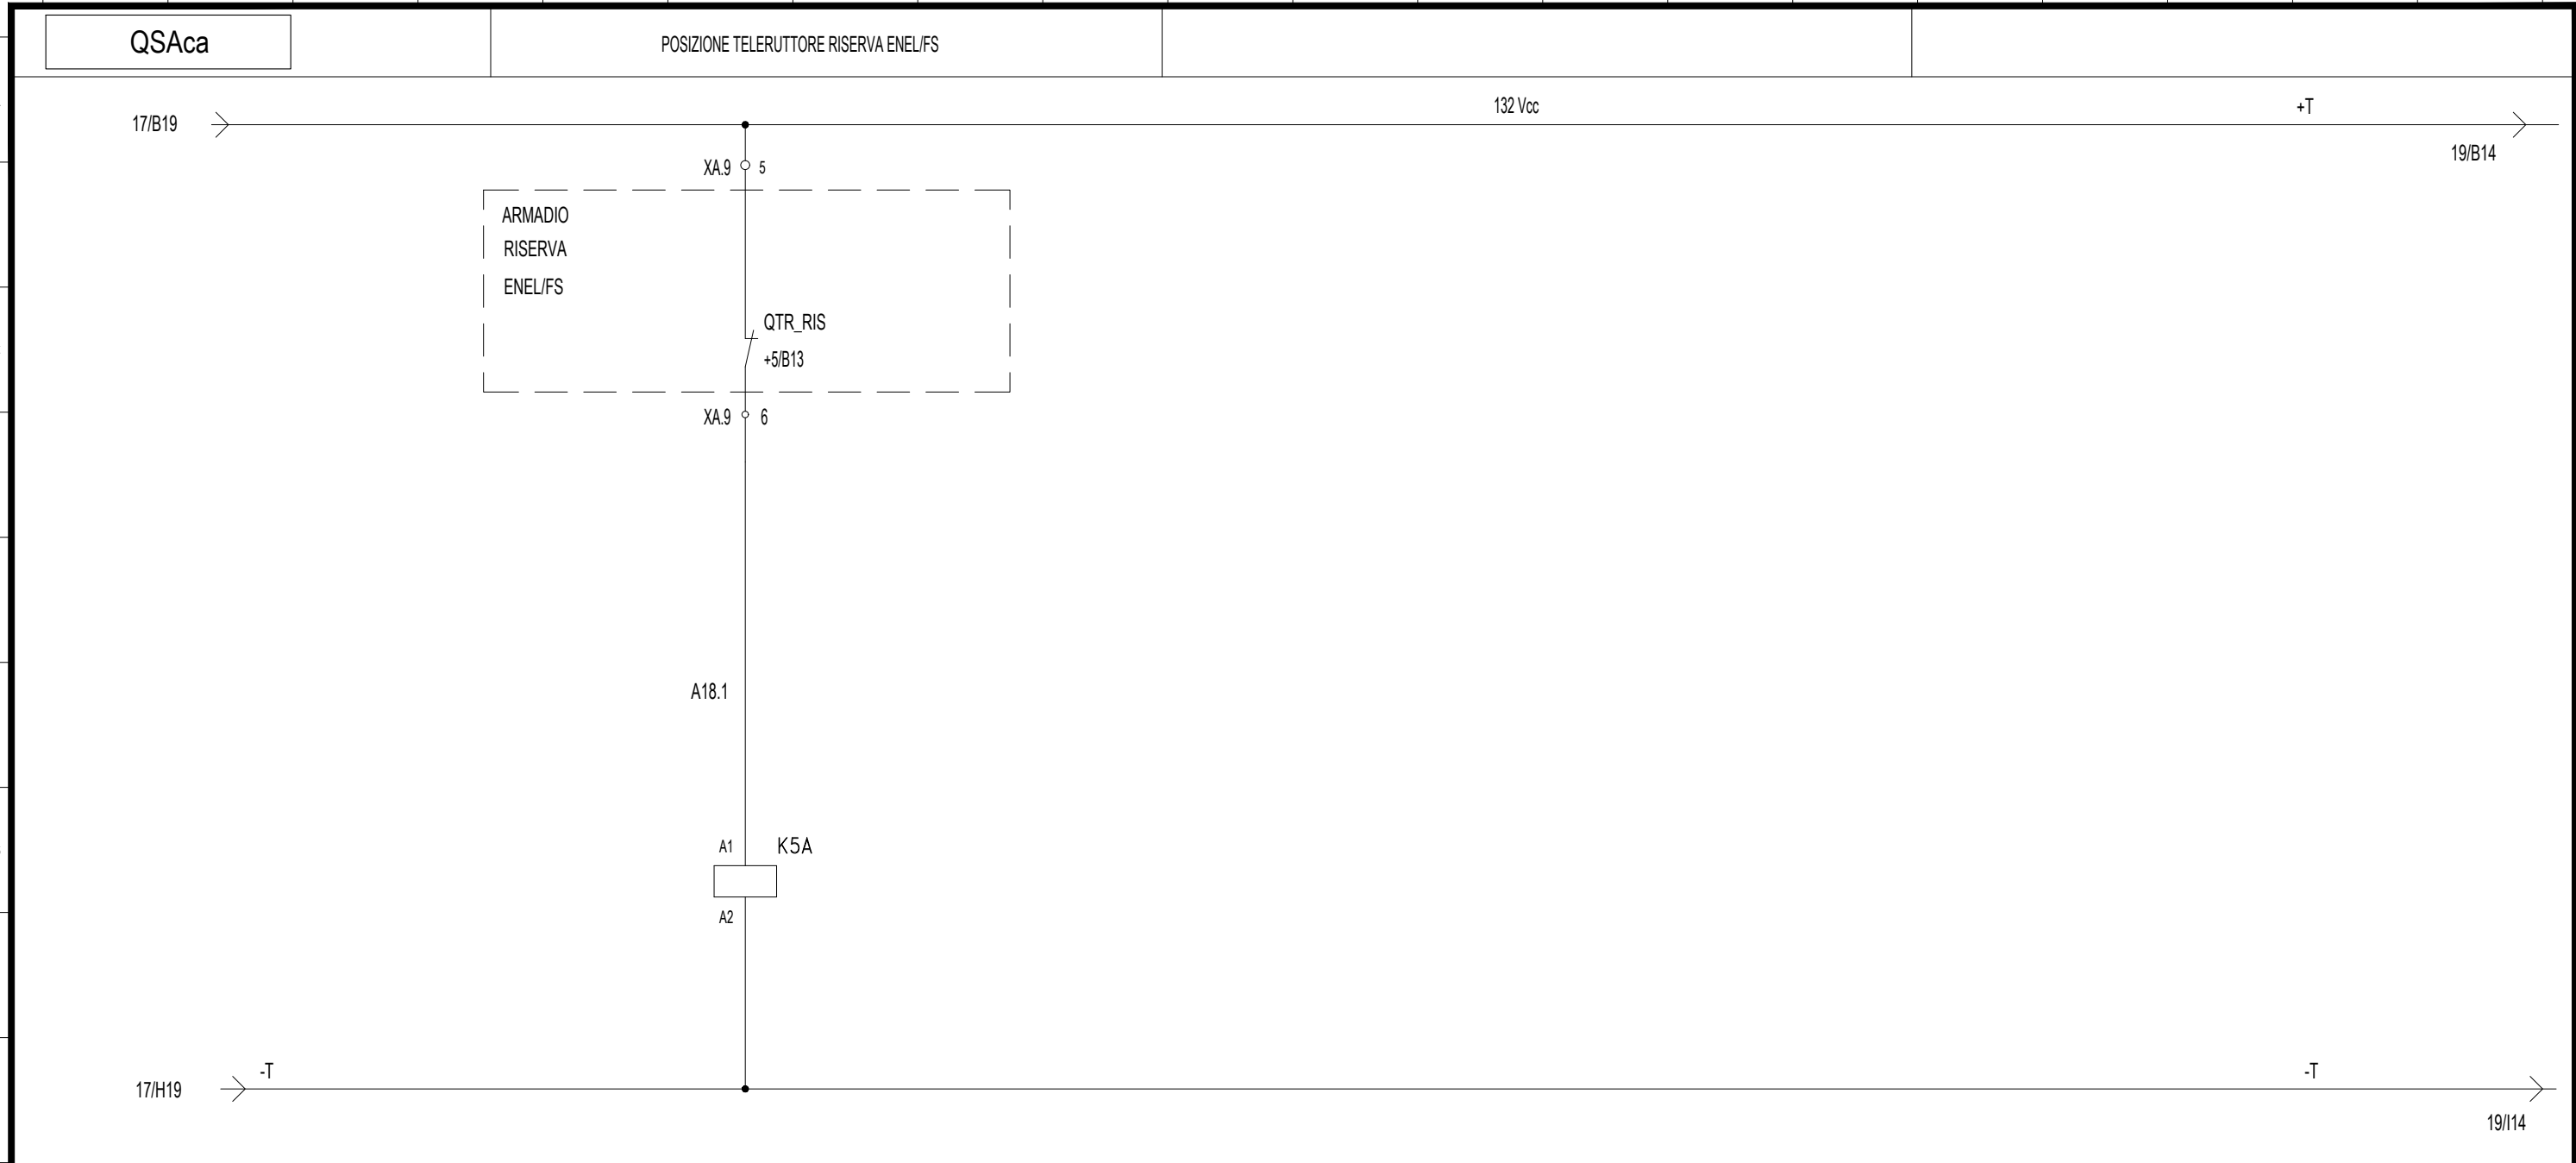 QSAca
POSIZIONE TELERUTTORE RISERVA ENEL/FS
132 Vcc
+T
17/B19
19/B14
XA.9
5
ARMADIO
RISERVA
ENEL/FS
QTR_RIS
+5/B13
XA.9
6
A18.1
A1
K5A
A2
-T
-T
17/H19
19/I14